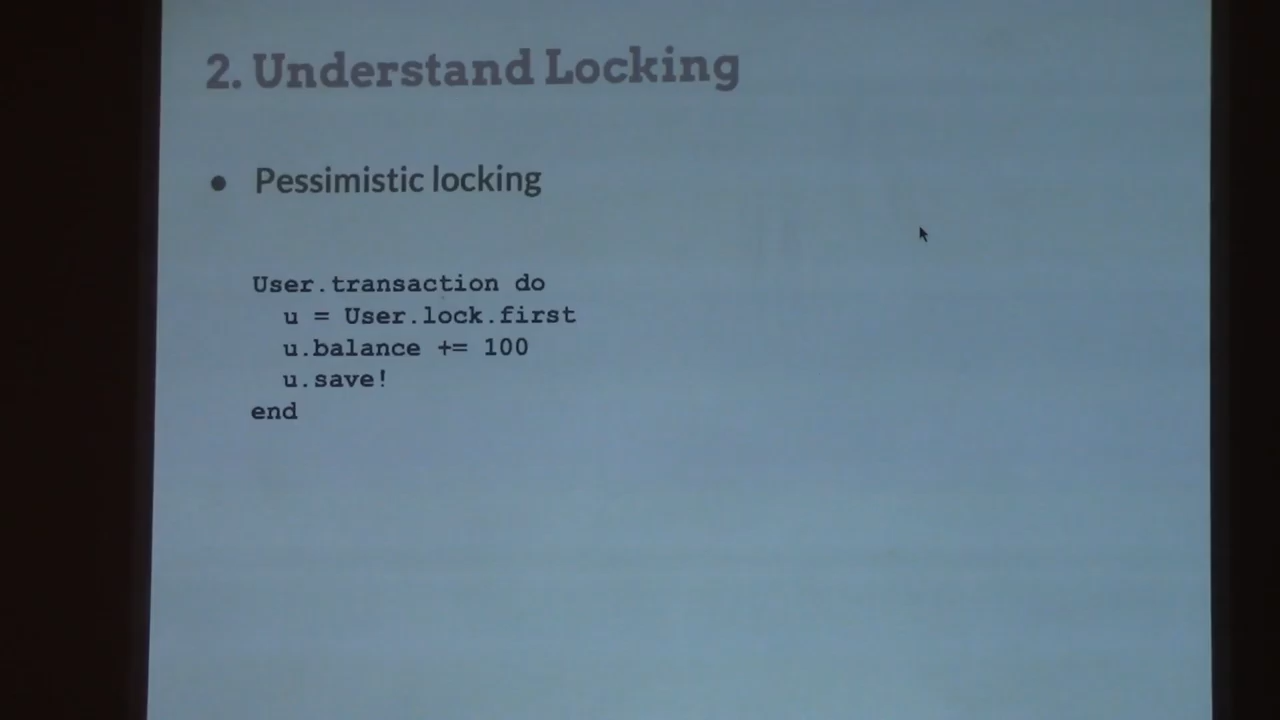 2. Understand Locking
● Pessimistic locking
User.transaction do
  u = User.lock.first
  u.balance += 100
  u.save!
end